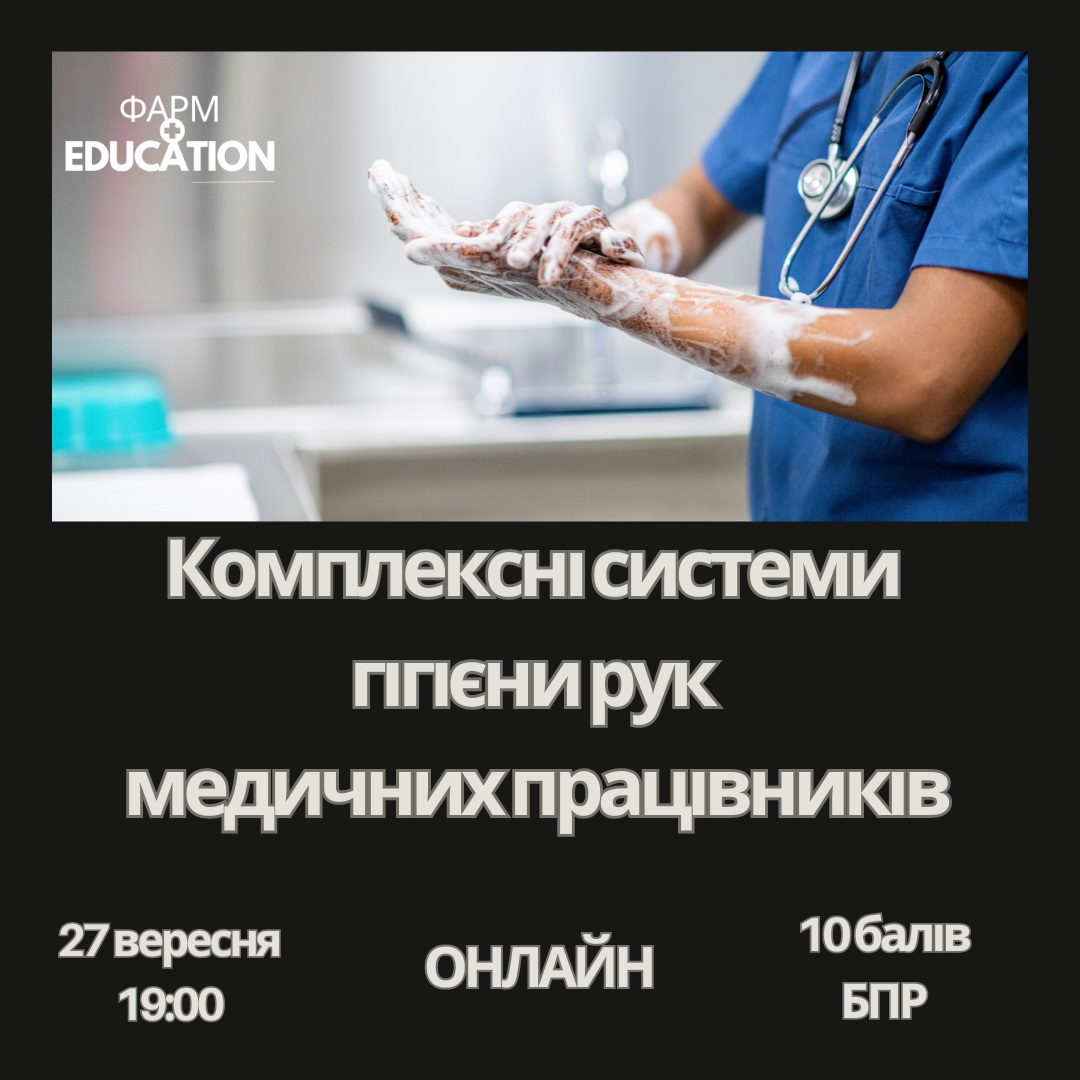 ФАРМ
EDUCATION
Комплексні системи
гігієни рук
медичних працівників
27 вересня
19:00
ОНЛАЙН
10 балів
БПР